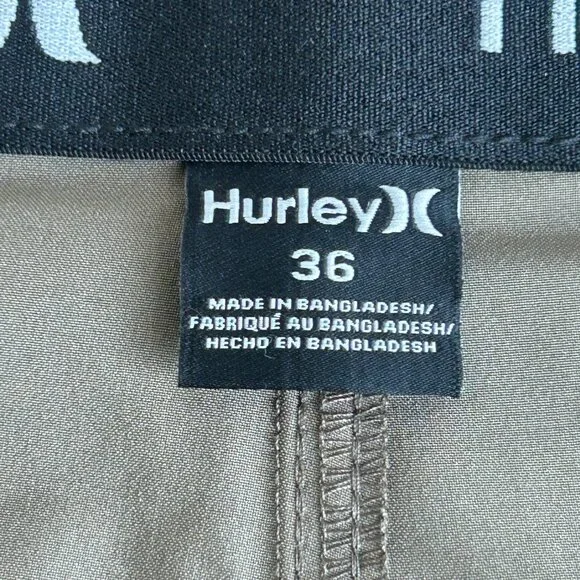 Hurley
36
MADE IN BANGLADESH/
FABRIQUÉ AU BANGLADESH/
HECHO EN BANGLADESH